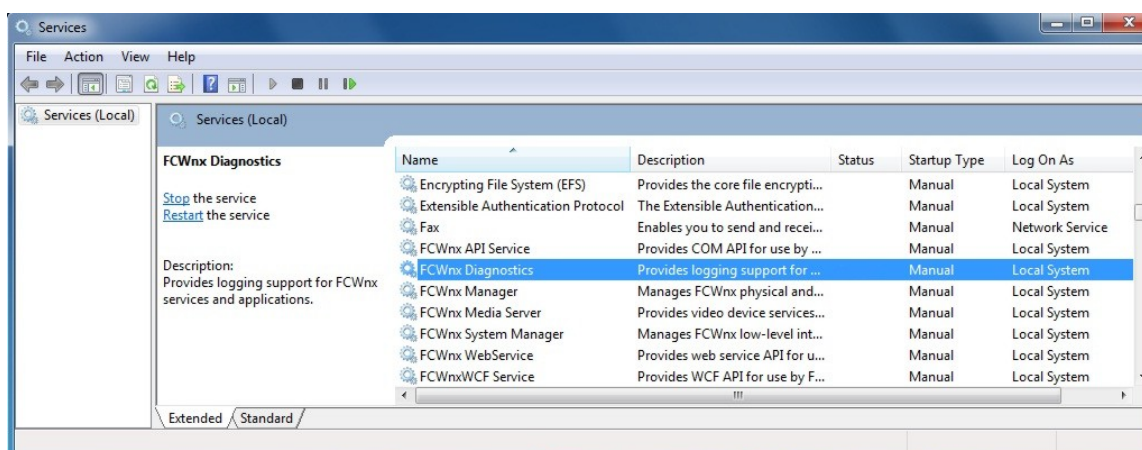 Services
File Action View Help
Services (Local)
Services (Local)
FCWnx Diagnostics
Stop the service
Restart the service
Description:
Provides logging support for FCWnx
services and applications.
Name Description Status Startup Type Log On As
Encrypting File System (EFS) Provides the core file encrypti... Manual Local System
Extensible Authentication Protocol The Extensible Authentication... Manual Local System
Fax Enables you to send and recei... Manual Network Service
FCWnx API Service Provides COM API for use by ... Manual Local System
FCWnx Diagnostics Provides logging support for ... Manual Local System
FCWnx Manager Manages FCWnx physical and... Manual Local System
FCWnx Media Server Provides video device services... Manual Local System
FCWnx System Manager Manages FCWnx low-level int... Manual Local System
FCWnx WebService Provides web service API for u... Manual Local System
FCWnxWCF Service Provides WCF API for use by F... Manual Local System
Extended Standard